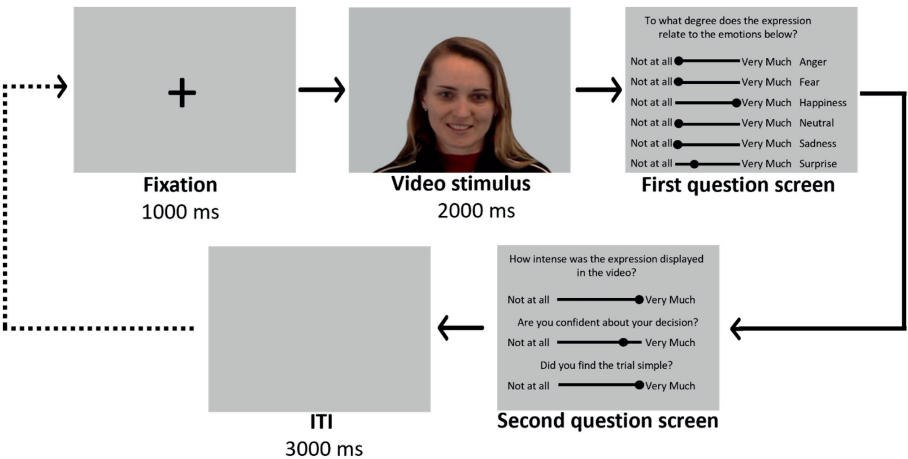 To what degree does the expression
relate to the emotions below?
Not at all Very Much Anger
Not at all Very Much Fear
Not at all Very Much Happiness
Not at all Very Much Neutral
Not at all Very Much Sadness
Not at all Very Much Surprise
Fixation
1000 ms
Video stimulus
2000 ms
First question screen
How intense was the expression displayed
in the video?
Not at all Very Much
Are you confident about your decision?
Not at all Very Much
Did you find the trial simple?
Not at all Very Much
ITI
3000 ms
Second question screen